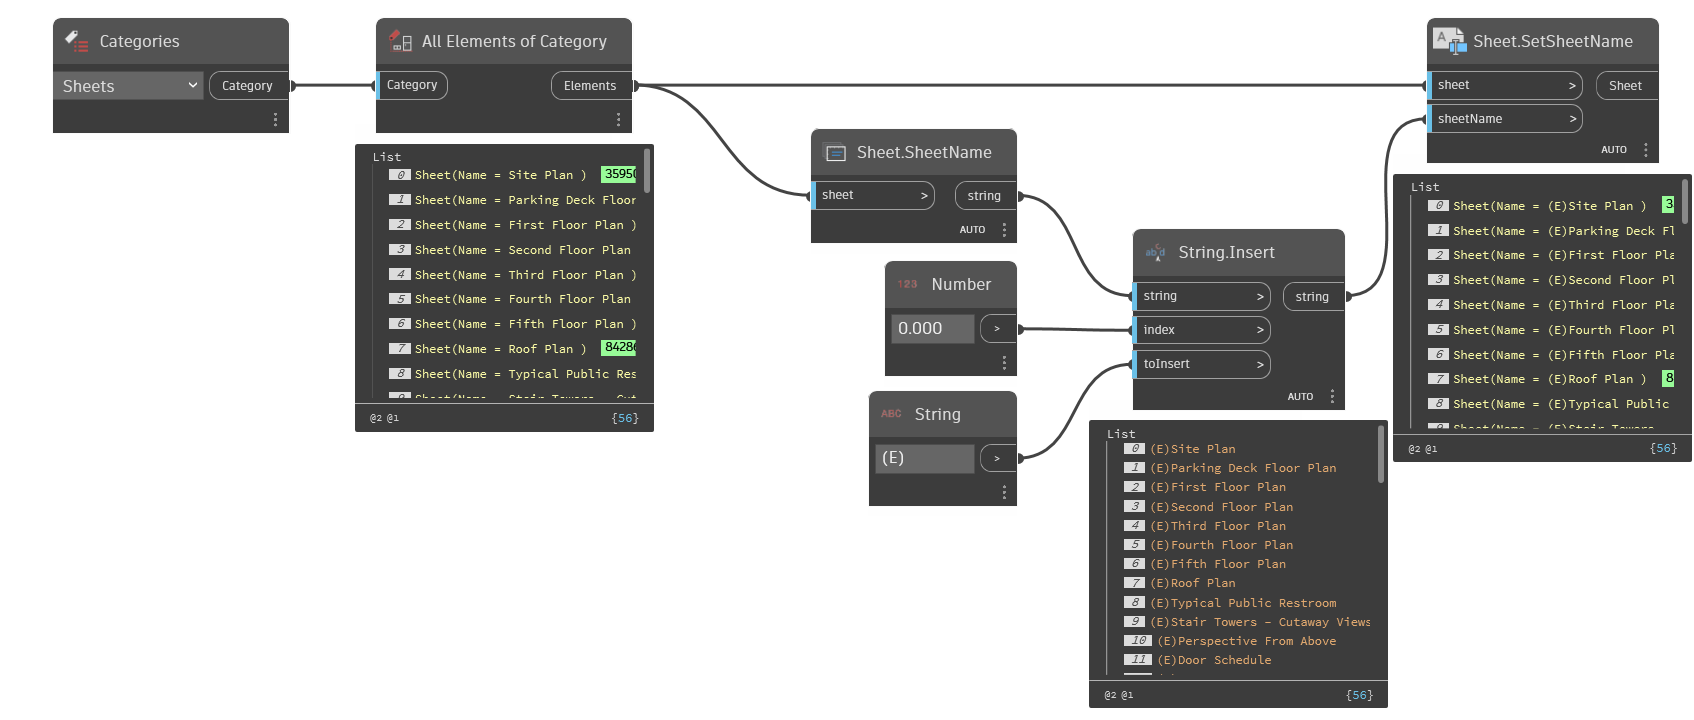 Categories
Sheets
Category
All Elements of Category
Category
Elements
List
0 Sheet(Name = Site Plan ) 35950
1 Sheet(Name = Parking Deck Floor
2 Sheet(Name = First Floor Plan )
3 Sheet(Name = Second Floor Plan
4 Sheet(Name = Third Floor Plan )
5 Sheet(Name = Fourth Floor Plan
6 Sheet(Name = Fifth Floor Plan )
7 Sheet(Name = Roof Plan ) 84286
8 Sheet(Name = Typical Public Res
@2 @1 {56}
Sheet.SheetName
sheet >
string
AUTO
123 Number
0.000 >
ABC String
(E) >
String.Insert
string >
string
index >
toInsert >
AUTO
List
0 (E)Site Plan
1 (E)Parking Deck Floor Plan
2 (E)First Floor Plan
3 (E)Second Floor Plan
4 (E)Third Floor Plan
5 (E)Fourth Floor Plan
6 (E)Fifth Floor Plan
7 (E)Roof Plan
8 (E)Typical Public Restroom
9 (E)Stair Towers - Cutaway Views
10 (E)Perspective From Above
11 (E)Door Schedule
@2 @1 {56}
Sheet.SetSheetName
sheet >
Sheet
sheetName >
AUTO
List
0 Sheet(Name = (E)Site Plan ) 3
1 Sheet(Name = (E)Parking Deck Fl
2 Sheet(Name = (E)First Floor Pla
3 Sheet(Name = (E)Second Floor Pl
4 Sheet(Name = (E)Third Floor Pla
5 Sheet(Name = (E)Fourth Floor Pl
6 Sheet(Name = (E)Fifth Floor Pla
7 Sheet(Name = (E)Roof Plan ) 8
8 Sheet(Name = (E)Typical Public
@2 @1 {56}